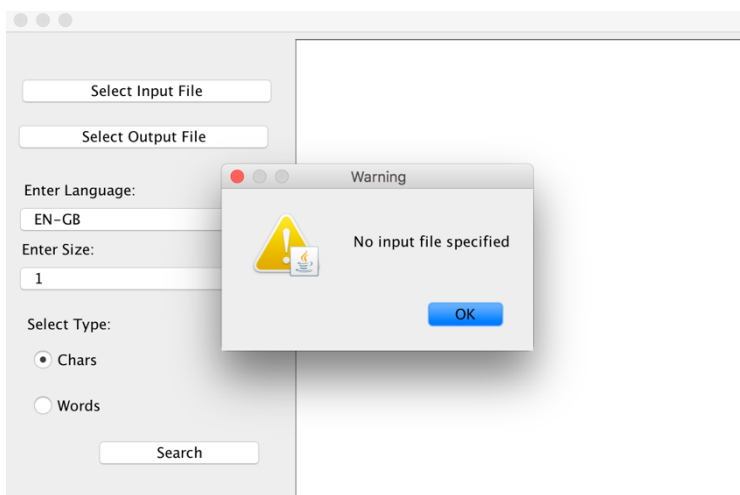 Select Input File
Select Output File
Enter Language:
EN-GB
Enter Size:
1
Select Type:
Chars
Words
Search
Warning
No input file specified
OK